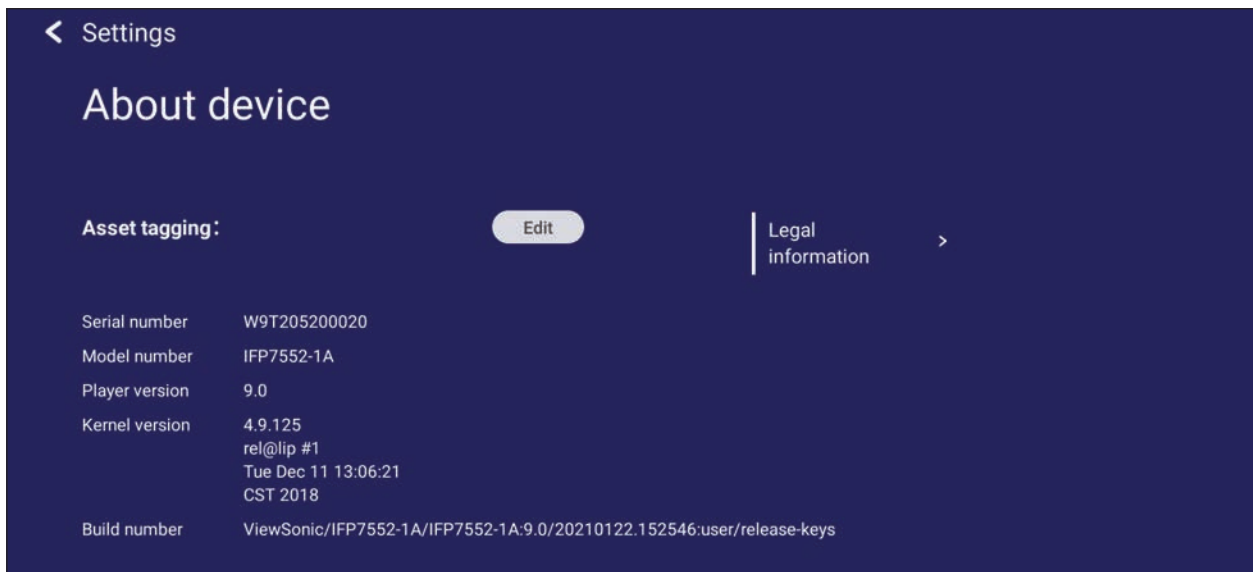 Settings
About device
Asset tagging:
Edit
Legal
information
Serial number W9T205200020
Model number IFP7552-1A
Player version 9.0
Kernel version 4.9.125
rel@lip #1
Tue Dec 11 13:06:21
CST 2018
Build number ViewSonic/IFP7552-1A/IFP7552-1A:9.0/20210122.152546:user/release-keys